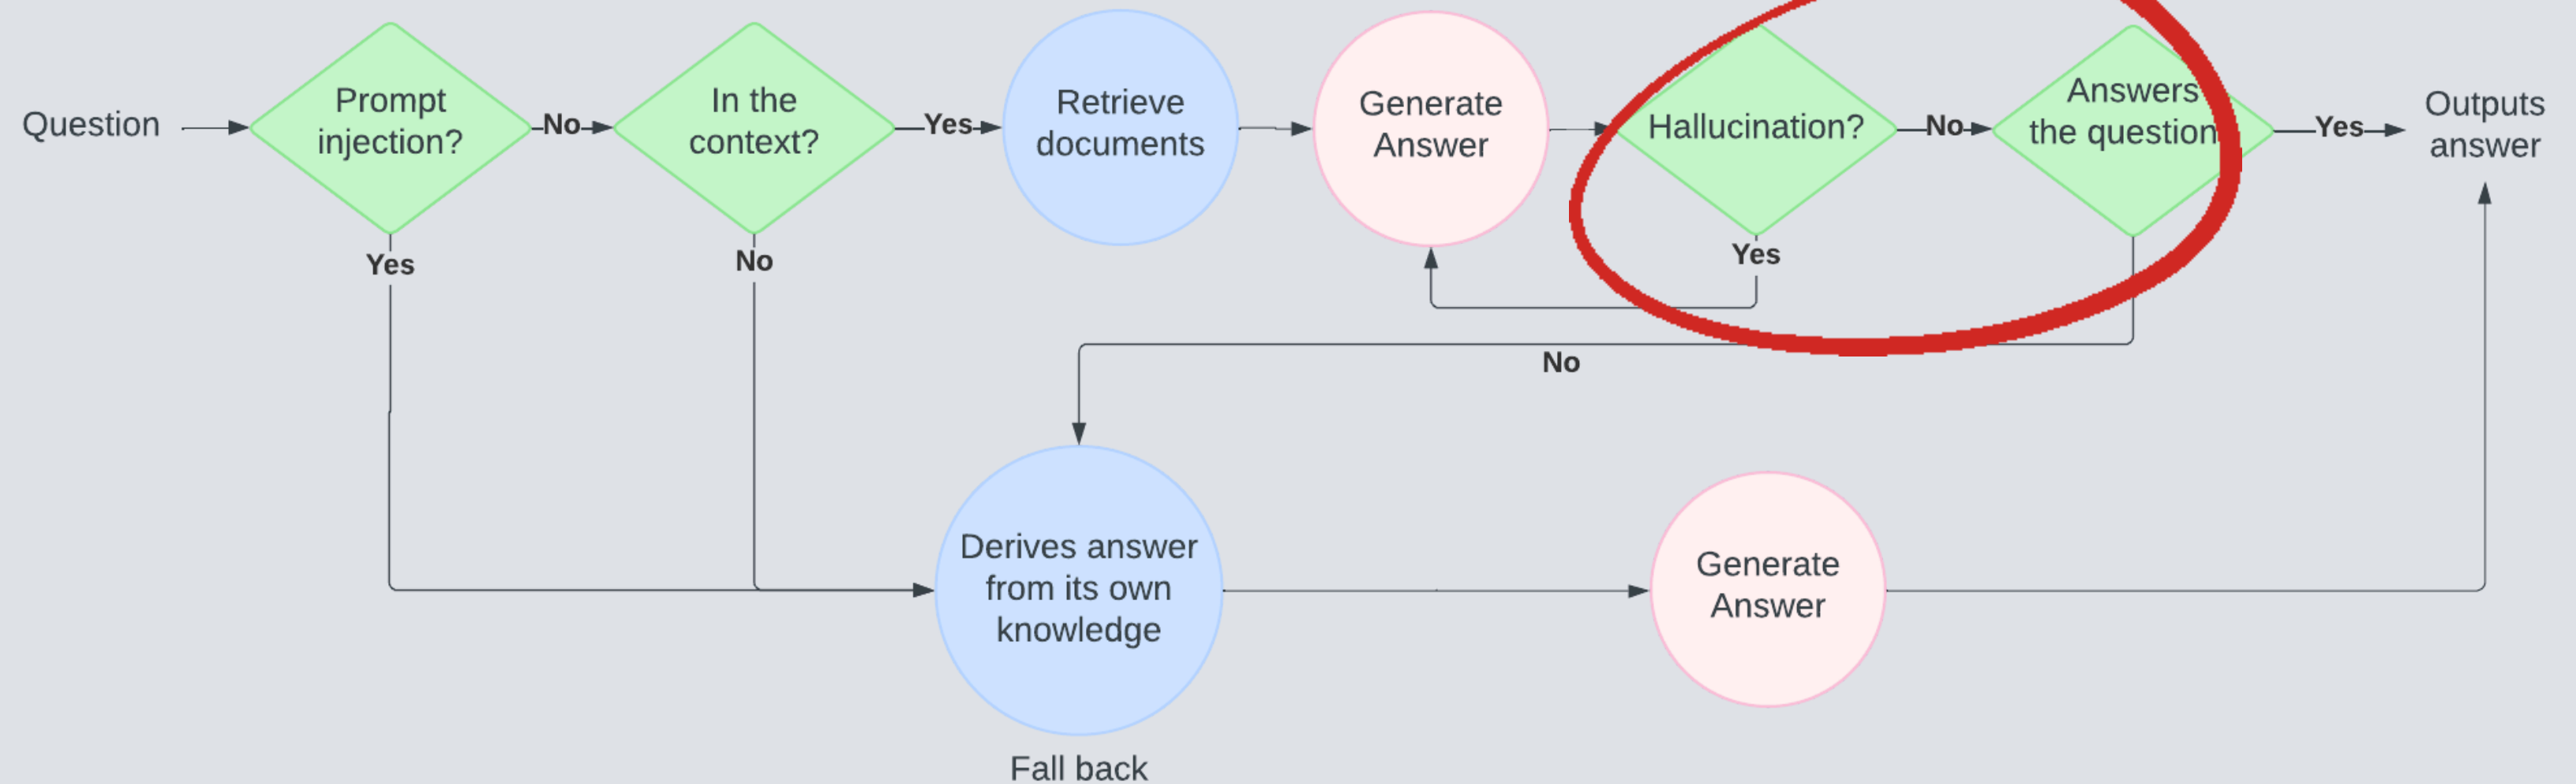 Question
Prompt
injection?
No
In the
context?
Yes
Retrieve
documents
Generate
Answer
Hallucination?
No
Answers
the question
Yes
Outputs
answer
Yes
No
Yes
No
Derives answer
from its own
knowledge
Generate
Answer
Fall back